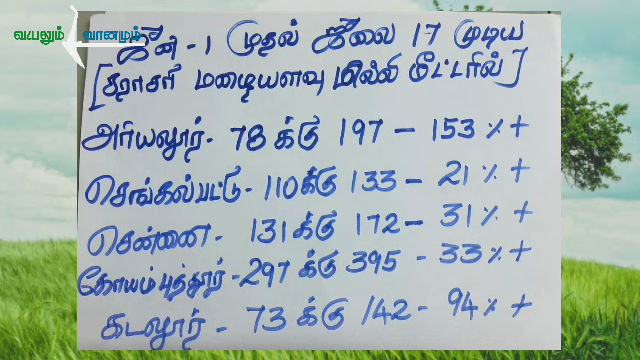 வயலும் வானமும்
ஜூன் - 1 முதல் ஜூலை 17 முடிய
[சராசரி மழையளவு மில்லி மீட்டரில்]
அரியலூர் - 78 க்கு 197 - 153 % +
செங்கல்பட்டு - 110க்கு 133 - 21 % +
சென்னை - 131க்கு 172 - 31 % +
கோயம்புத்தூர் - 297 க்கு 395 - 33 % +
கடலூர் - 73 க்கு 142 - 94 % +